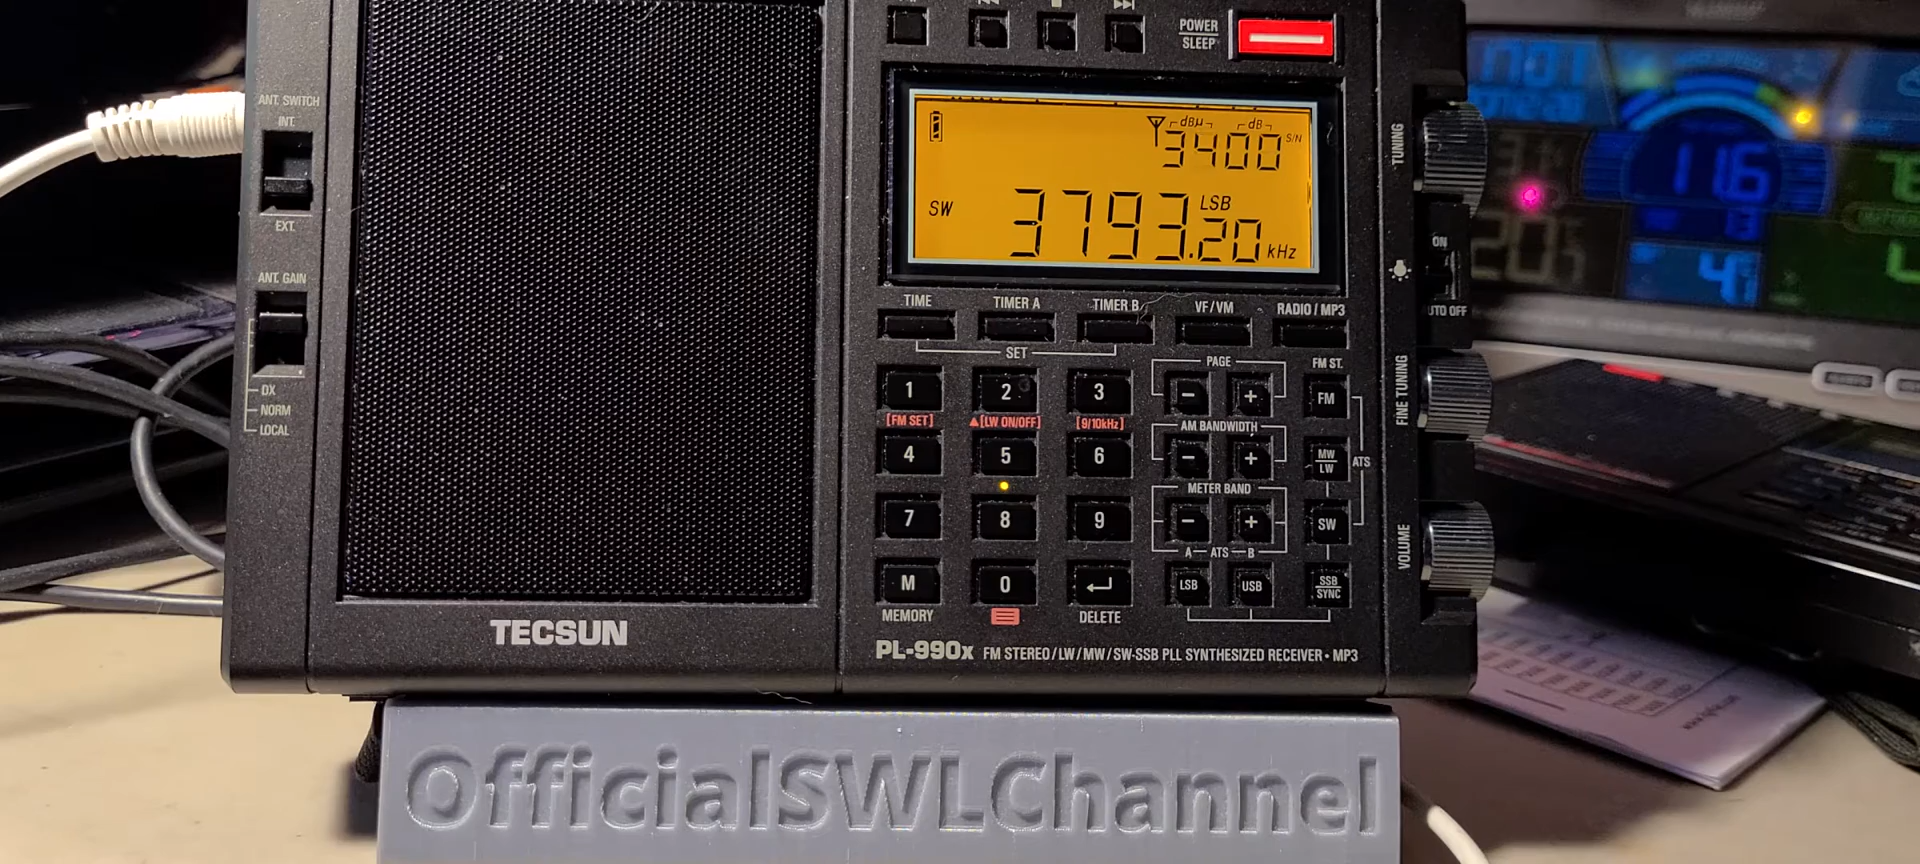 POWER
SLEEP
ANT. SWITCH
INT.
EXT.
ANT. GAIN
DX
NORM
LOCAL
dBµ dB
3400 S/N
SW LSB
3793.20 kHz
TUNING
ON
AUTO OFF
FINE TUNING
VOLUME
TIME TIMER A TIMER B VF/VM RADIO/MP3
SET
PAGE FM ST.
1 2 3 - + FM
[FM SET] ▲[LW ON/OFF] [9/10kHz] AM BANDWIDTH
4 5 6 - + MW LW ATS
METER BAND
7 8 9 - + SW
A ATS B
M 0 ↵ LSB USB SSB SYNC
MEMORY DELETE
TECSUN
PL-990x FM STEREO/LW/MW/SW-SSB PLL SYNTHESIZED RECEIVER • MP3
OfficialSWLChannel
11.6